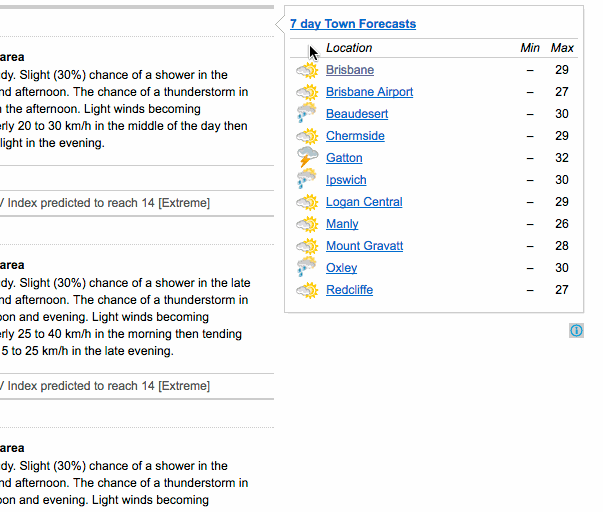 area
dy. Slight (30%) chance of a shower in the
nd afternoon. The chance of a thunderstorm in
the afternoon. Light winds becoming
erly 20 to 30 km/h in the middle of the day then
light in the evening.
Index predicted to reach 14 [Extreme]
area
dy. Slight (30%) chance of a shower in the late
nd afternoon. The chance of a thunderstorm in
oon and evening. Light winds becoming
erly 25 to 40 km/h in the morning then tending
5 to 25 km/h in the late evening.
Index predicted to reach 14 [Extreme]
area
dy. Slight (30%) chance of a shower in the
nd afternoon. The chance of a thunderstorm in
oon and evening. Light winds becoming
7 day Town Forecasts
Location Min Max
Brisbane – 29
Brisbane Airport – 27
Beaudesert – 30
Chermside – 29
Gatton – 32
Ipswich – 30
Logan Central – 29
Manly – 26
Mount Gravatt – 28
Oxley – 30
Redcliffe – 27